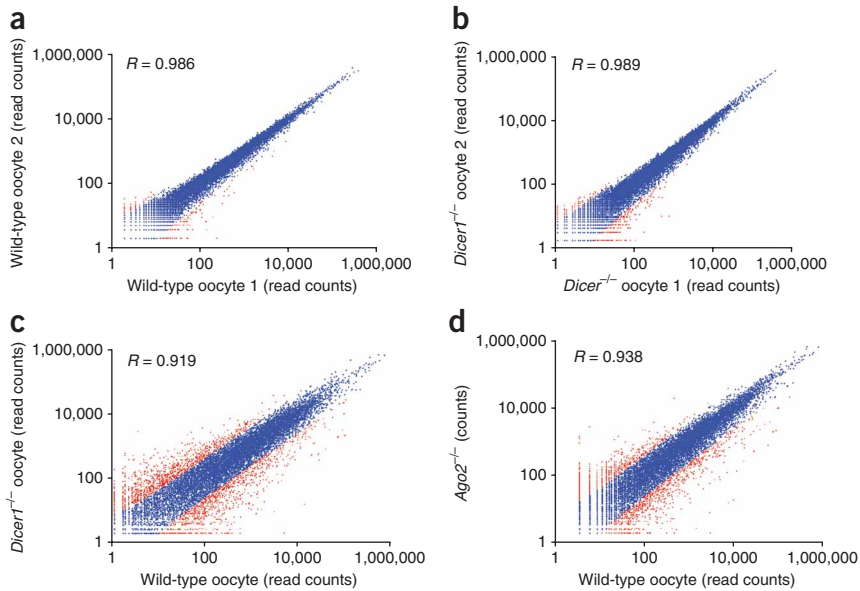 a
R = 0.986
Wild-type oocyte 2 (read counts)
1,000,000
10,000
100
1
1 100 10,000 1,000,000
Wild-type oocyte 1 (read counts)
b
R = 0.989
Dicer1–/– oocyte 2 (read counts)
1,000,000
10,000
100
1
1 100 10,000 1,000,000
Dicer–/– oocyte 1 (read counts)
c
R = 0.919
Dicer1–/– oocyte (read counts)
1,000,000
10,000
100
1
1 100 10,000 1,000,000
Wild-type oocyte (read counts)
d
R = 0.938
Ago2–/– (counts)
1,000,000
10,000
100
1
1 100 10,000 1,000,000
Wild-type oocyte (read counts)